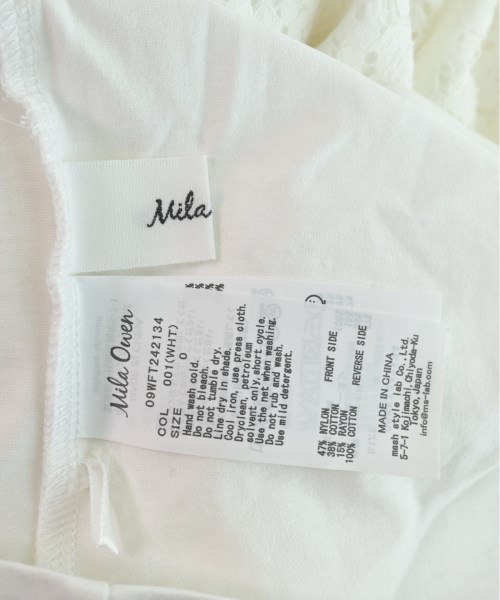 Mila
Mila Owen
09WFT242134
COL 001(WHT)
SIZE 0
Hand wash cold.
Do not bleach.
Do not tumble dry.
Line dry in shade.
Cool iron, use press cloth.
Dryclean, petroleum
solvent only, short cycle.
Use the net when washing.
Do not rub and wash.
Use mild detergent.
FRONT SIDE
47% NYLON
38% COTTON
15% RAYON
REVERSE SIDE
100% COTTON
MADE IN CHINA
mash style lab Co., Ltd.
5-7-1 Kojimachi Chiyoda-Ku
Tokyo, Japan
info@ms-lab.com